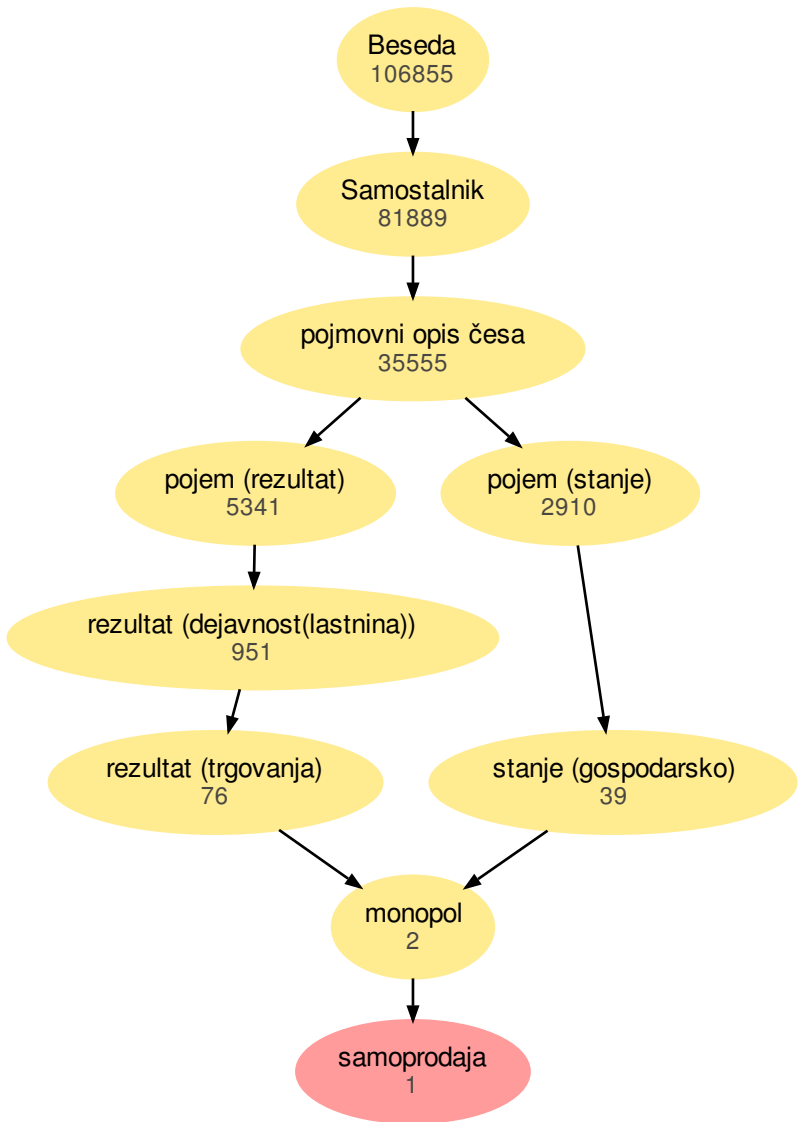 Beseda
106855
Samostalnik
81889
pojmovni opis česa
35555
pojem (rezultat)
5341
pojem (stanje)
2910
rezultat (dejavnost(lastnina))
951
rezultat (trgovanja)
76
stanje (gospodarsko)
39
monopol
2
samoprodaja
1